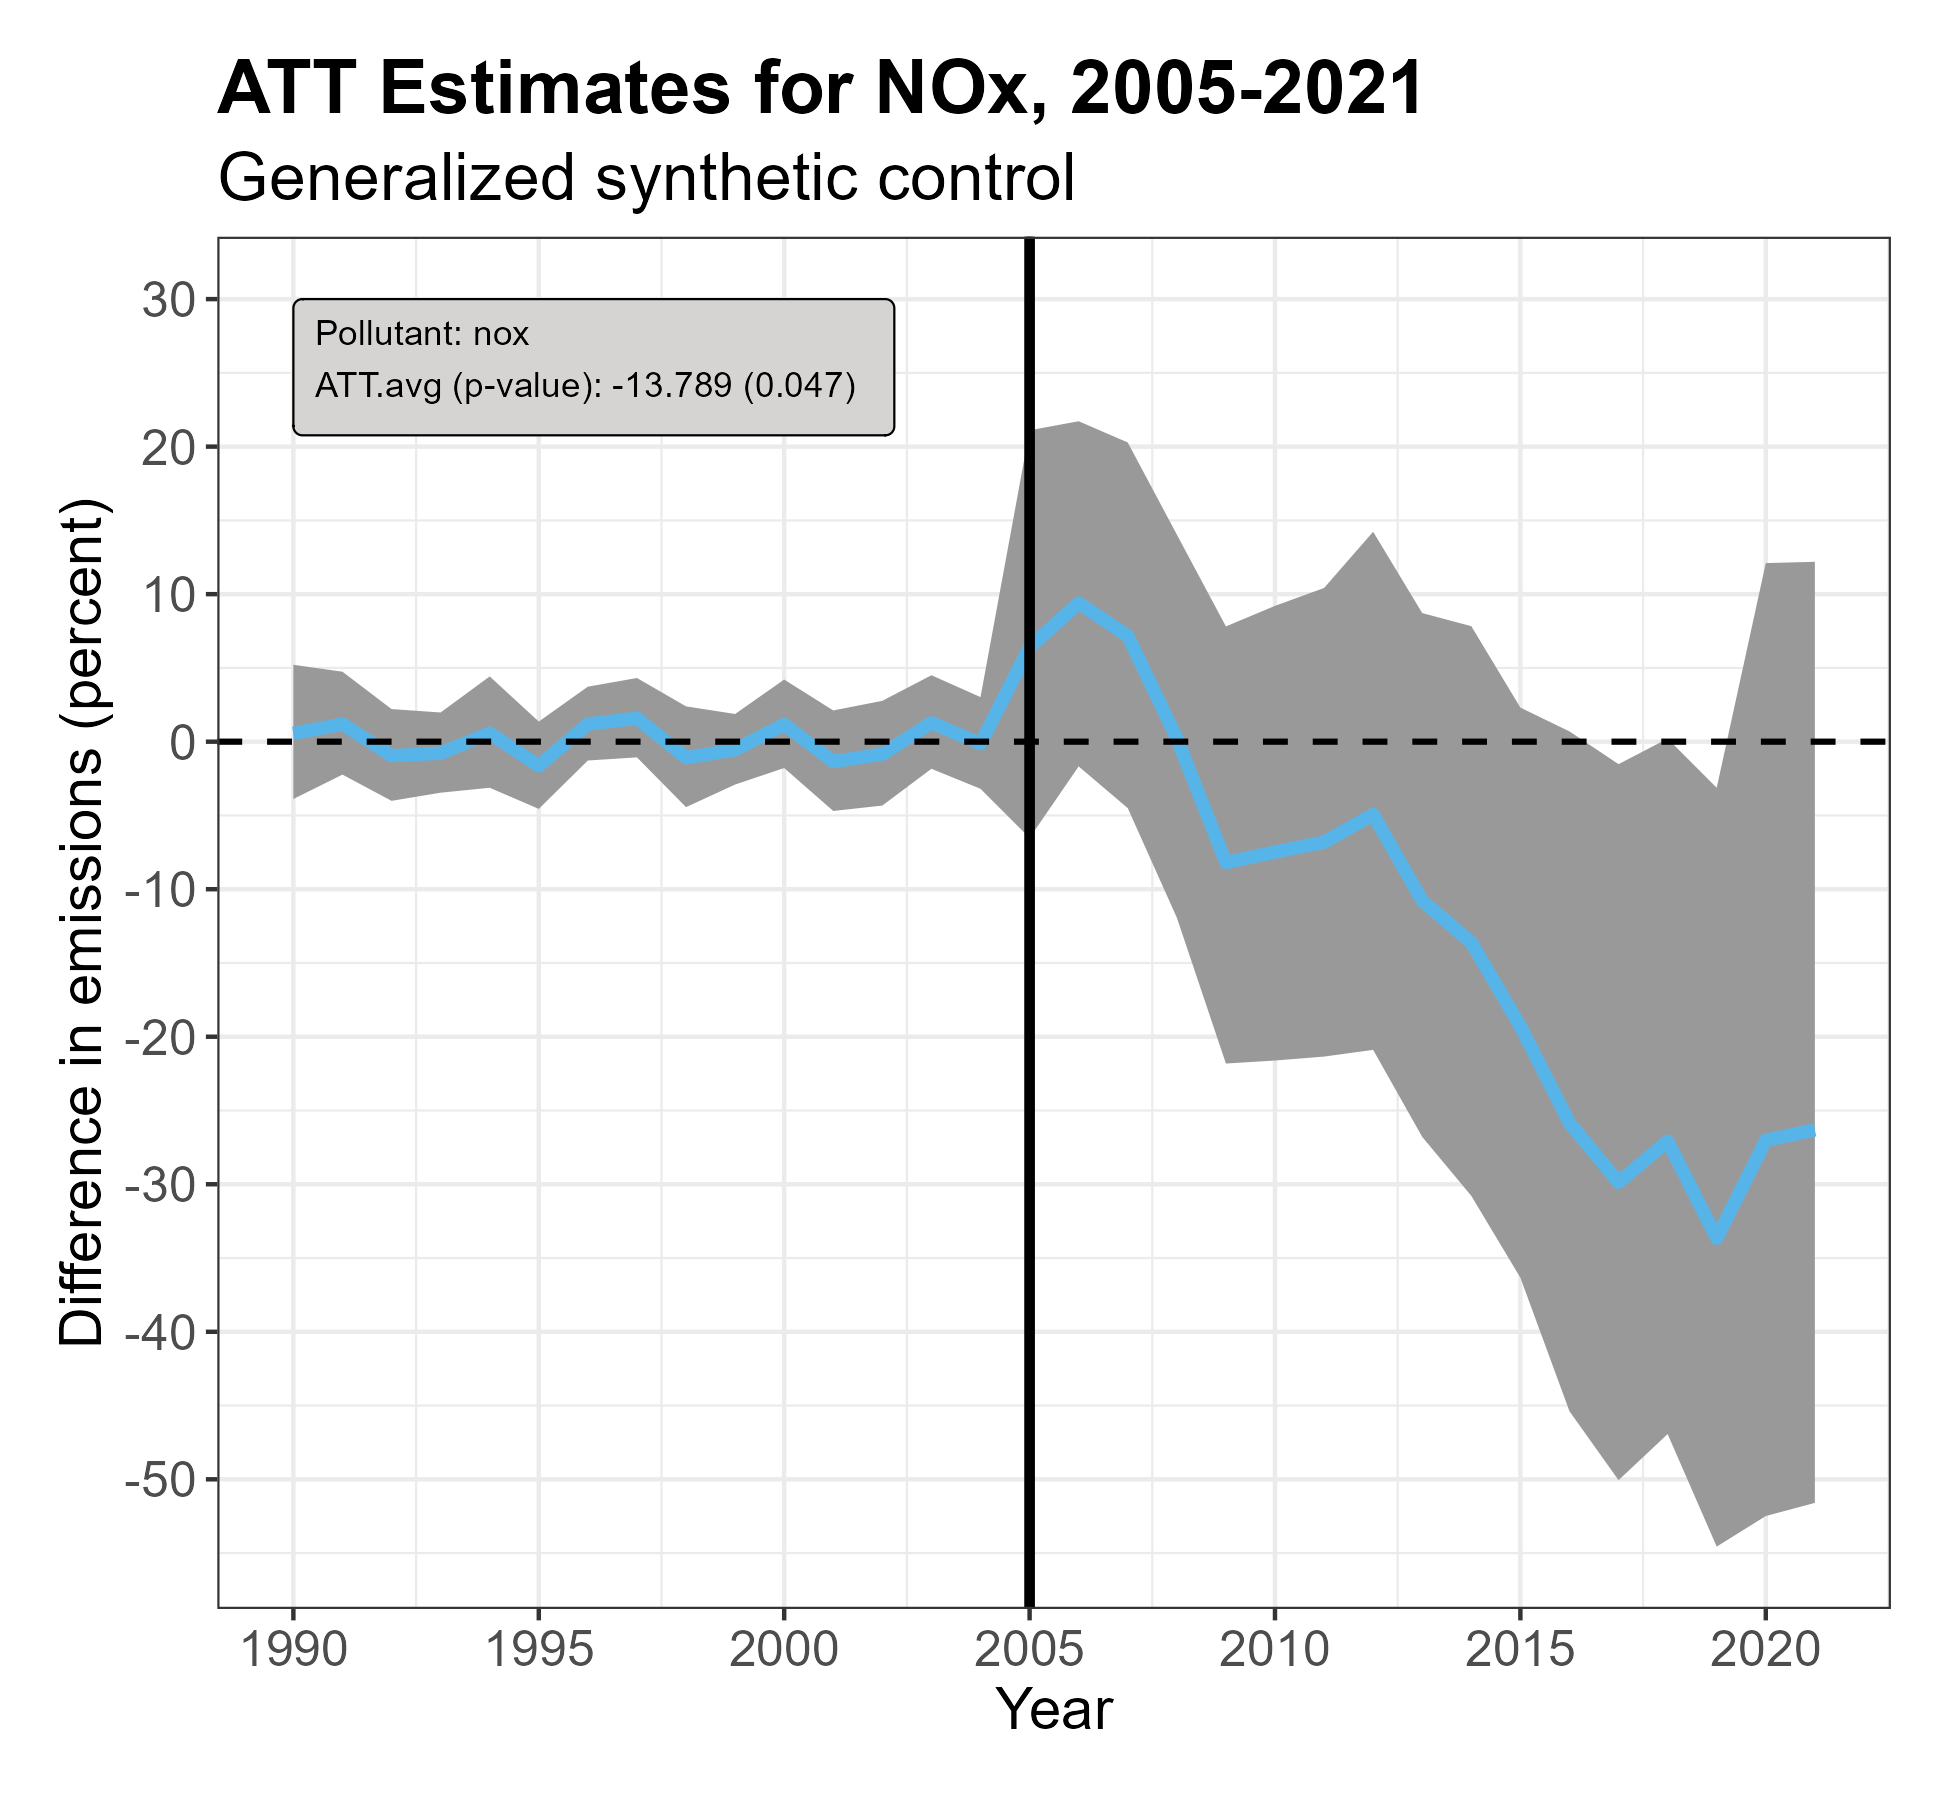 ATT Estimates for NOx, 2005-2021
Generalized synthetic control
Pollutant: nox
ATT.avg (p-value): -13.789 (0.047)
Difference in emissions (percent)
30
20
10
0
-10
-20
-30
-40
-50
1990 1995 2000 2005 2010 2015 2020
Year